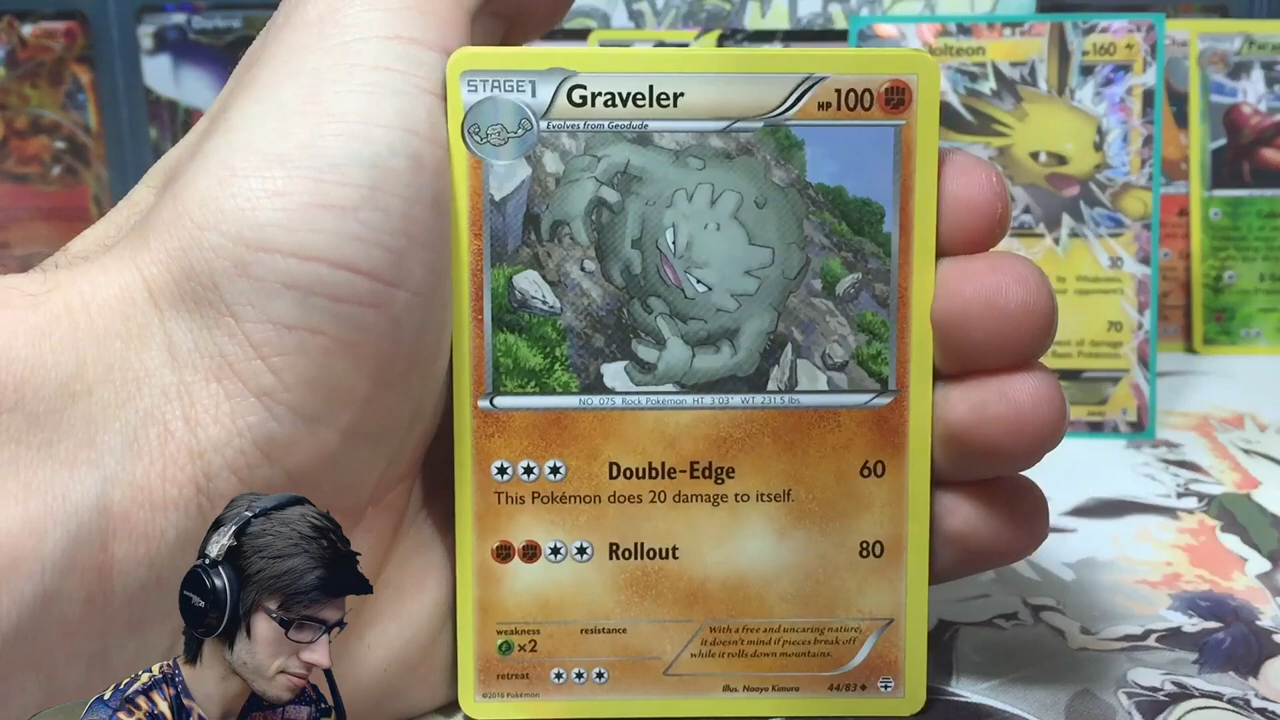 STAGE1
Graveler
HP100
Evolves from Geodude
NO. 075 Rock Pokémon HT. 3'03" WT. 231.5 lbs.
Double-Edge 60
This Pokémon does 20 damage to itself.
Rollout 80
weakness
resistance
×2
retreat
With a free and uncaring nature,
it doesn't mind if pieces break off
while it rolls down mountains.
©2016 Pokémon
Illus. Naoyo Kimura
44/83
Jolteon
160
30
70